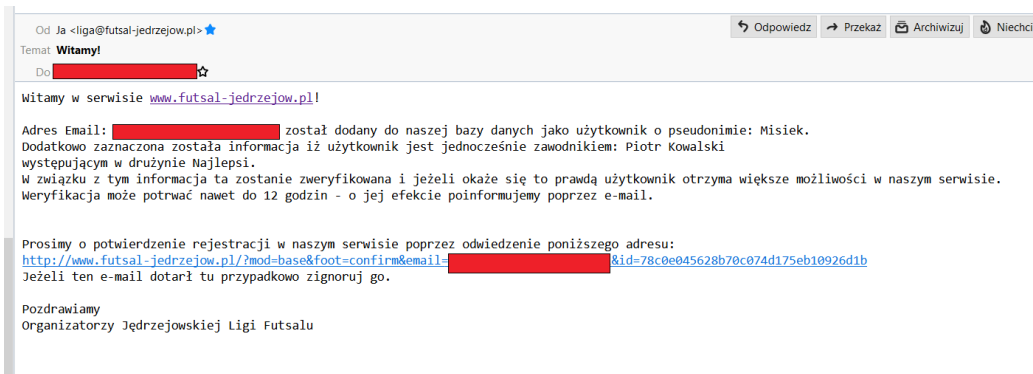 Od Ja <liga@futsal-jedrzejow.pl> Odpowiedz Przekaż Archiwizuj Niechci
Temat Witamy!
Do
Witamy w serwisie www.futsal-jedrzejow.pl!
Adres Email: został dodany do naszej bazy danych jako użytkownik o pseudonimie: Misiek.
Dodatkowo zaznaczona została informacja iż użytkownik jest jednocześnie zawodnikiem: Piotr Kowalski
występującym w drużynie Najlepsi.
W związku z tym informacja ta zostanie zweryfikowana i jeżeli okaże się to prawdą użytkownik otrzyma większe możliwości w naszym serwisie.
Weryfikacja może potrwać nawet do 12 godzin - o jej efekcie poinformujemy poprzez e-mail.
Prosimy o potwierdzenie rejestracji w naszym serwisie poprzez odwiedzenie poniższego adresu:
http://www.futsal-jedrzejow.pl/?mod=base&foot=confirm&email= &id=78c0e045628b70c074d175eb10926d1b
Jeżeli ten e-mail dotarł tu przypadkowo zignoruj go.
Pozdrawiamy
Organizatorzy Jędrzejowskiej Ligi Futsalu